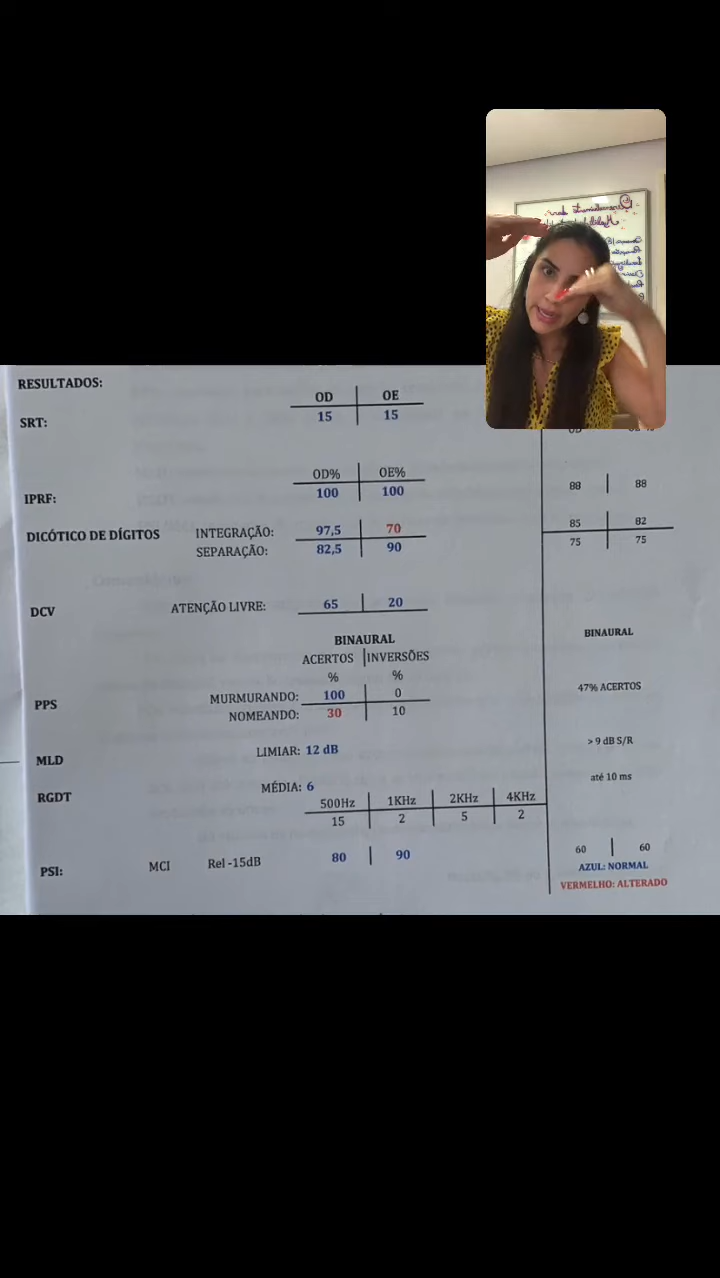 RESULTADOS:
OD | OE
SRT: 15 | 15
OD% | OE%
IPRF: 100 | 100 88 | 88
DICÓTICO DE DÍGITOS INTEGRAÇÃO: 97,5 | 70 85 | 82
SEPARAÇÃO: 82,5 | 90 75 | 75
DCV ATENÇÃO LIVRE: 65 | 20
BINAURAL BINAURAL
ACERTOS | INVERSÕES
% %
PPS MURMURANDO: 100 | 0 47% ACERTOS
NOMEANDO: 30 | 10
MLD LIMIAR: 12 dB > 9 dB S/R
RGDT MÉDIA: 6 até 10 ms
500Hz | 1KHz | 2KHz | 4KHz
15 | 2 | 5 | 2
PSI: MCI Rel -15dB 80 | 90 60 | 60
AZUL: NORMAL
VERMELHO: ALTERADO